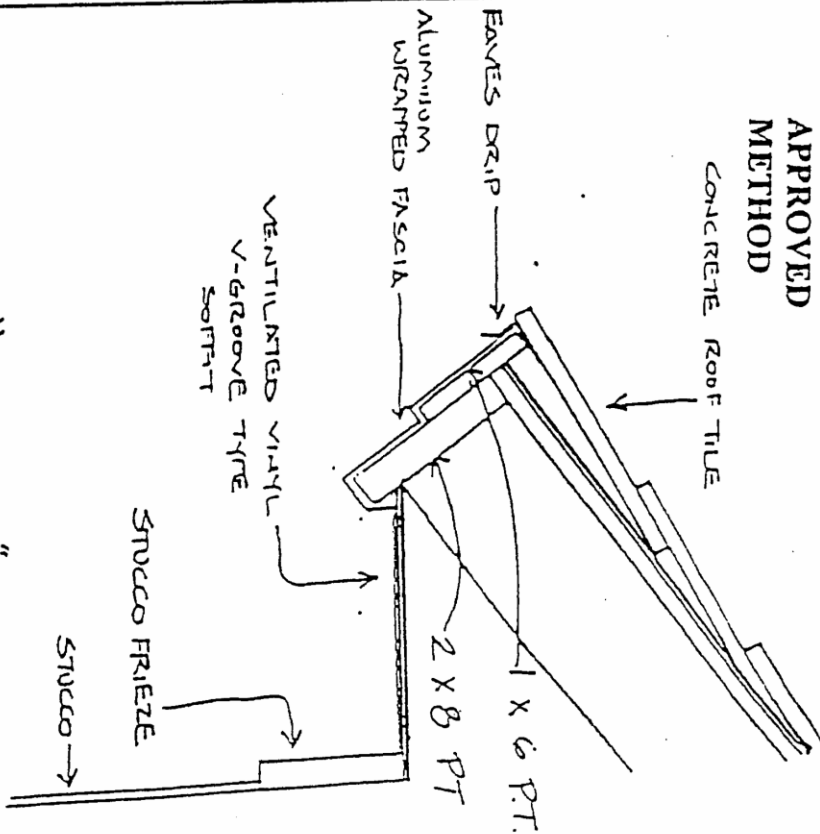 APPROVED
METHOD
CONCRETE ROOF TILE
EAVES DRIP
ALUMINUM
WRAPPED FASCIA
1 X 6 P.T.
2 X 8 PT
VENTILATED VINYL
V-GROOVE TYPE
SOFFIT
STUCCO FRIEZE
STUCCO